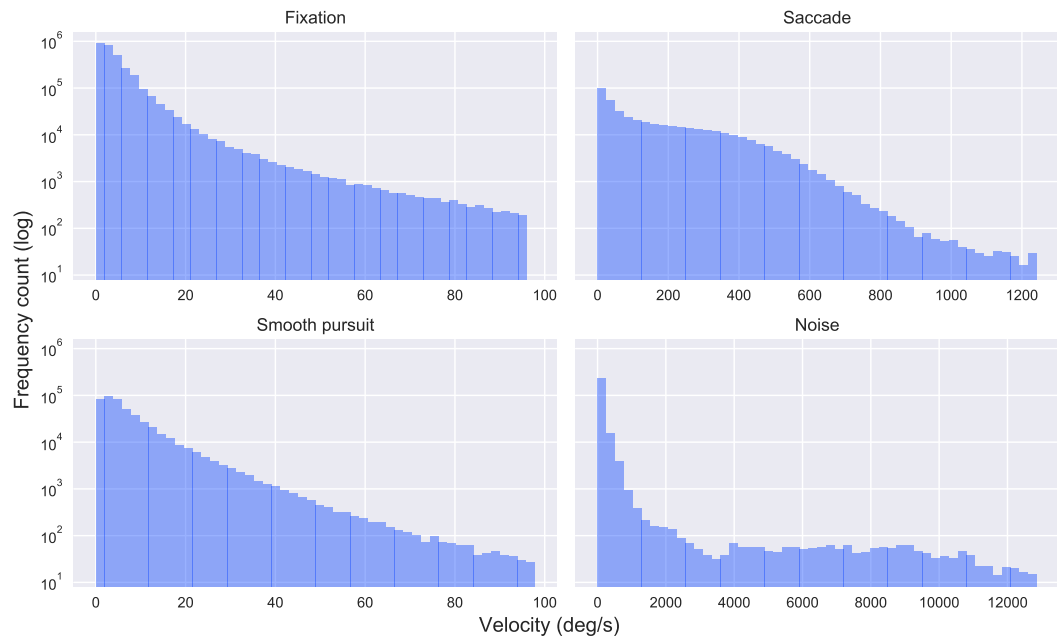 Fixation
Saccade
10^6
10^5
10^4
10^3
10^2
10^1
0 20 40 60 80 100
0 200 400 600 800 1000 1200
Smooth pursuit
Noise
10^6
10^5
10^4
10^3
10^2
10^1
0 20 40 60 80 100
0 2000 4000 6000 8000 10000 12000
Frequency count (log)
Velocity (deg/s)